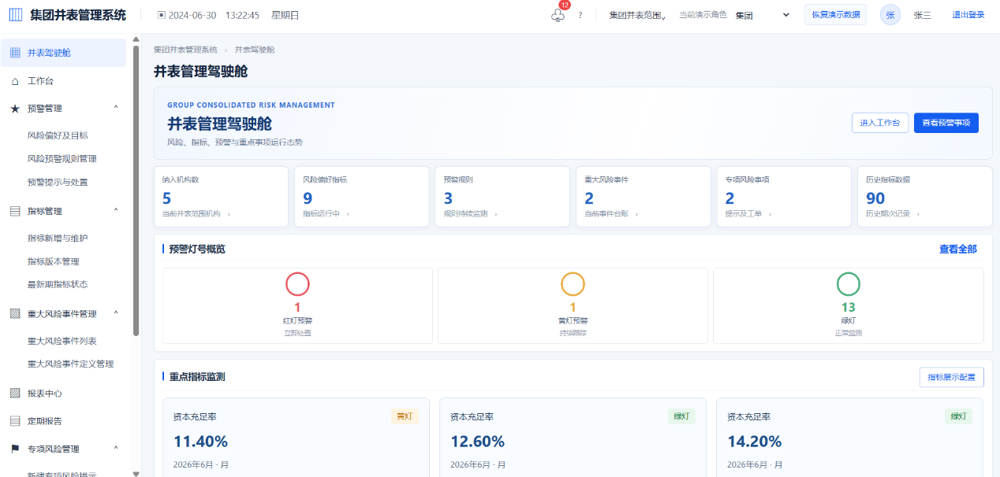 集团并表管理系统
2024-06-30 13:22:45 星期日
12
?
集团并表范围
当前演示角色 集团
恢复演示数据
张 张三
退出登录
并表驾驶舱
工作台
预警管理
风险偏好及目标
风险预警规则管理
预警提示与处置
指标管理
指标新增与维护
指标版本管理
最新期指标状态
重大风险事件管理
重大风险事件列表
重大风险事件定义管理
报表中心
定期报告
专项风险管理
新建专项风险提示
集团并表管理系统 › 并表驾驶舱
并表管理驾驶舱
GROUP CONSOLIDATED RISK MANAGEMENT
并表管理驾驶舱
风险、指标、预警与重点事项运行态势
进入工作台 查看预警事项
纳入机构数
5
当前并表范围机构 ›
风险偏好指标
9
指标运行中 ›
预警规则
3
规则持续监测 ›
重大风险事件
2
当前事件台账 ›
专项风险事项
2
提示及工单 ›
历史指标数据
90
历史期次记录 ›
预警灯号概览 查看全部
1
红灯预警
立即处置
1
黄灯预警
持续跟踪
13
绿灯
正常监测
重点指标监测 指标展示配置
资本充足率 黄灯
11.40%
2026年6月 · 月
资本充足率 绿灯
12.60%
2026年6月 · 月
资本充足率 绿灯
14.20%
2026年6月 · 月